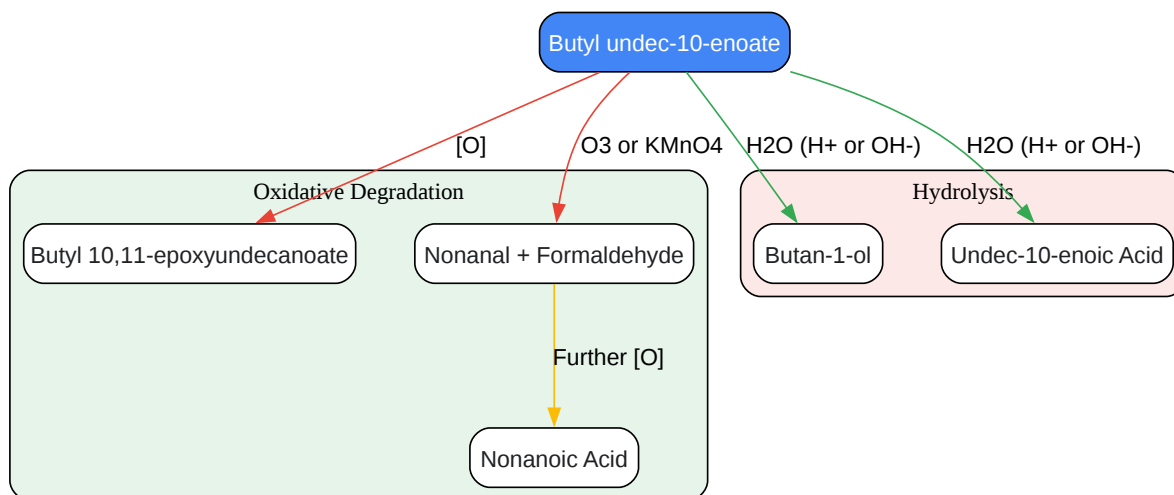 Butyl undec-10-enoate
[O]
O3 or KMnO4
H2O (H+ or OH-)
H2O (H+ or OH-)
Oxidative Degradation
Hydrolysis
Butyl 10,11-epoxyundecanoate
Nonanal + Formaldehyde
Butan-1-ol
Undec-10-enoic Acid
Further [O]
Nonanoic Acid